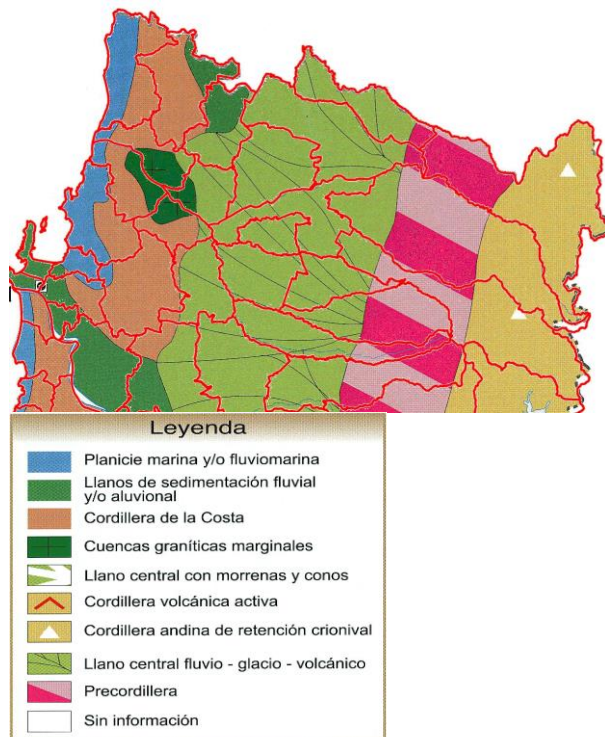 Leyenda
Planicie marina y/o fluviomarina
Llanos de sedimentación fluvial
y/o aluvional
Cordillera de la Costa
Cuencas graníticas marginales
Llano central con morrenas y conos
Cordillera volcánica activa
Cordillera andina de retención crionival
Llano central fluvio - glacio - volcánico
Precordillera
Sin información